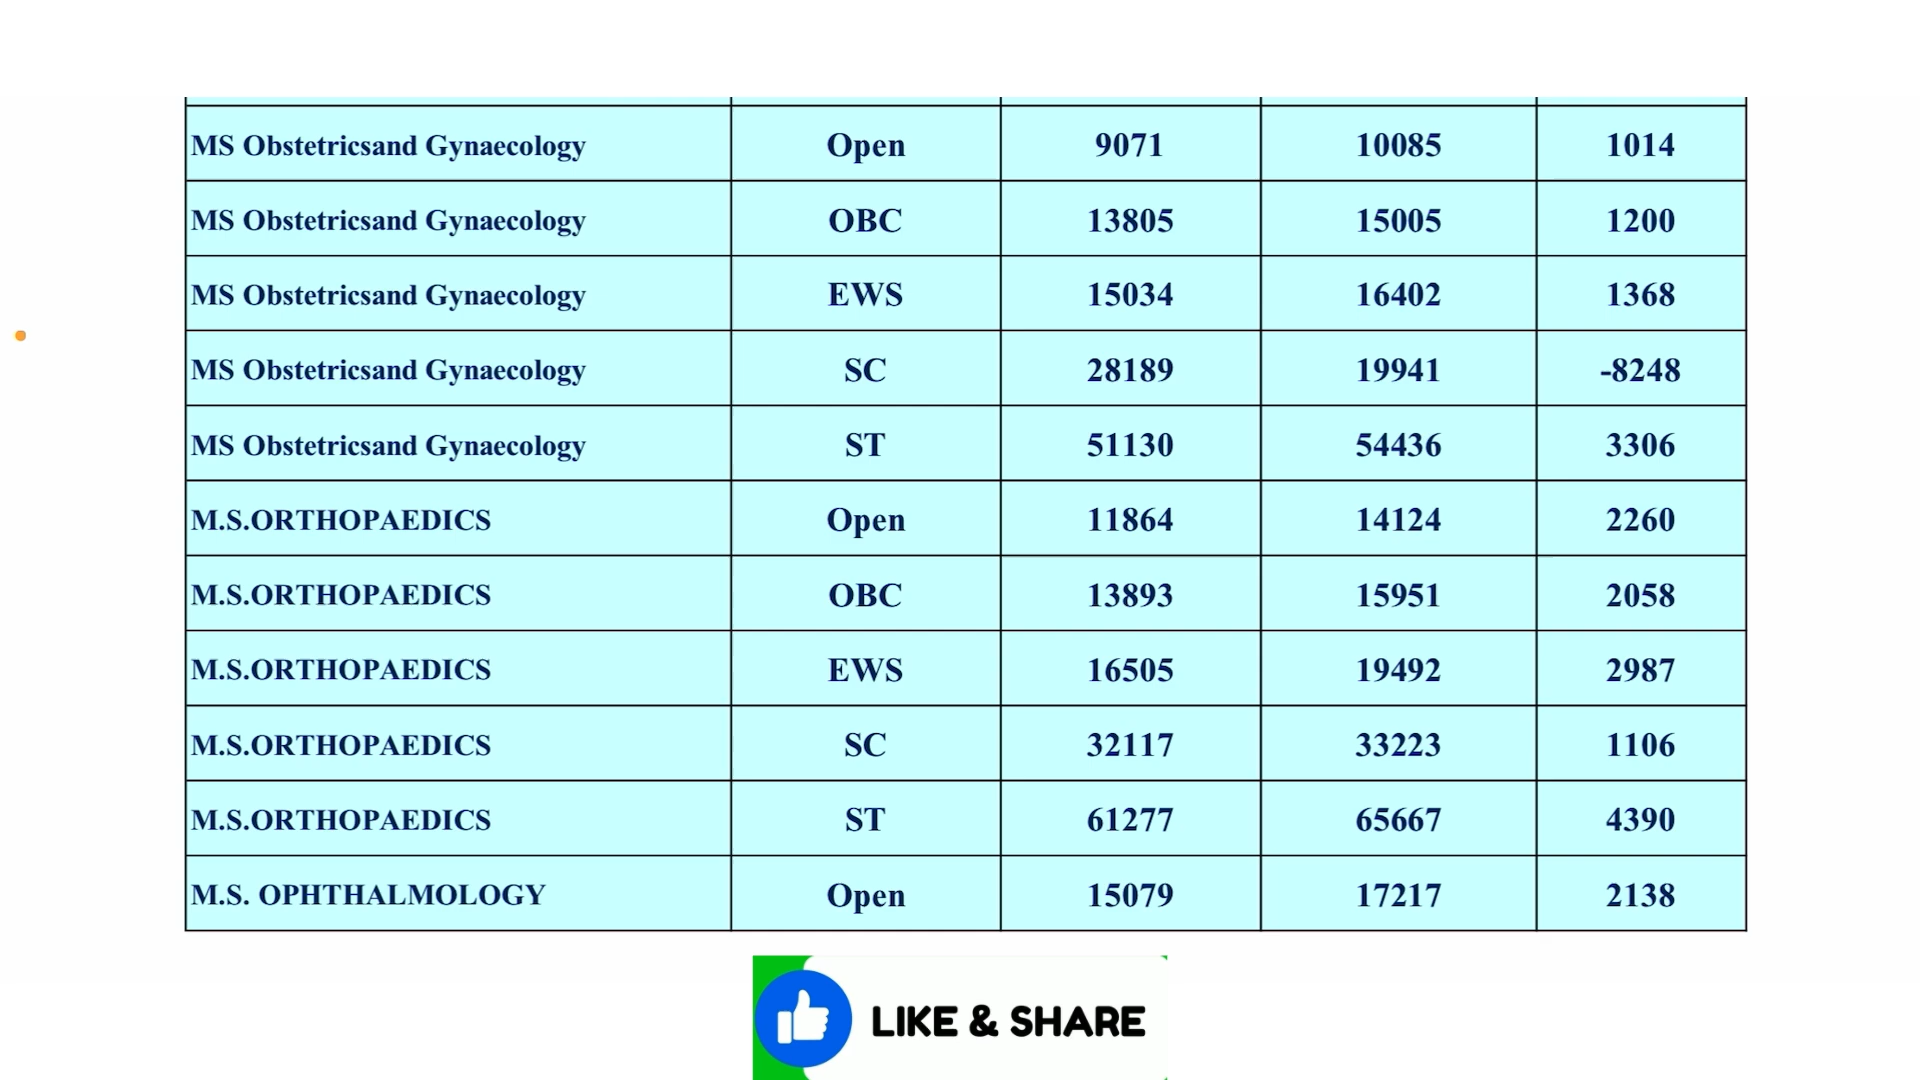 MS Obstetricsand Gynaecology Open 9071 10085 1014
MS Obstetricsand Gynaecology OBC 13805 15005 1200
MS Obstetricsand Gynaecology EWS 15034 16402 1368
MS Obstetricsand Gynaecology SC 28189 19941 -8248
MS Obstetricsand Gynaecology ST 51130 54436 3306
M.S.ORTHOPAEDICS Open 11864 14124 2260
M.S.ORTHOPAEDICS OBC 13893 15951 2058
M.S.ORTHOPAEDICS EWS 16505 19492 2987
M.S.ORTHOPAEDICS SC 32117 33223 1106
M.S.ORTHOPAEDICS ST 61277 65667 4390
M.S. OPHTHALMOLOGY Open 15079 17217 2138
LIKE & SHARE